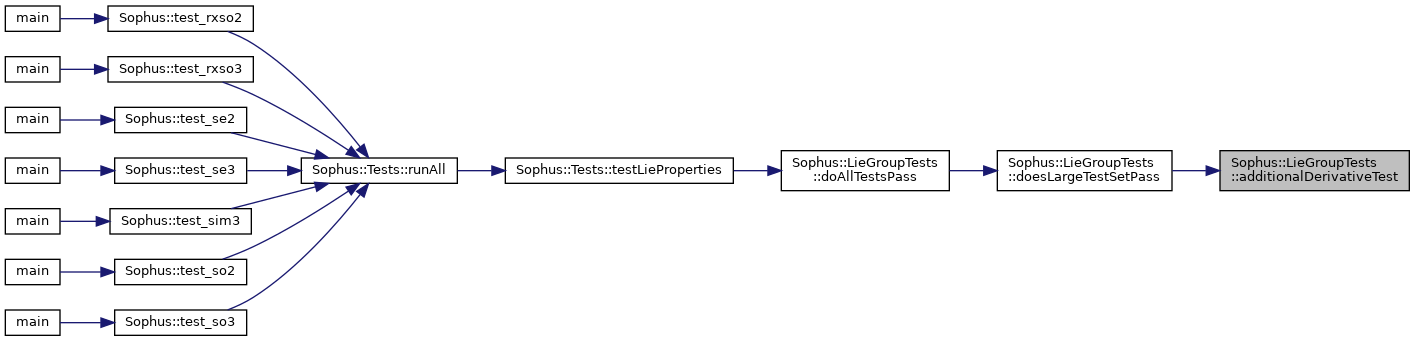 main
Sophus::test_rxso2
main
Sophus::test_rxso3
main
Sophus::test_se2
main
Sophus::test_se3
main
Sophus::test_sim3
main
Sophus::test_so2
main
Sophus::test_so3
Sophus::Tests::runAll
Sophus::Tests::testLieProperties
Sophus::LieGroupTests
::doAllTestsPass
Sophus::LieGroupTests
::doesLargeTestSetPass
Sophus::LieGroupTests
::additionalDerivativeTest